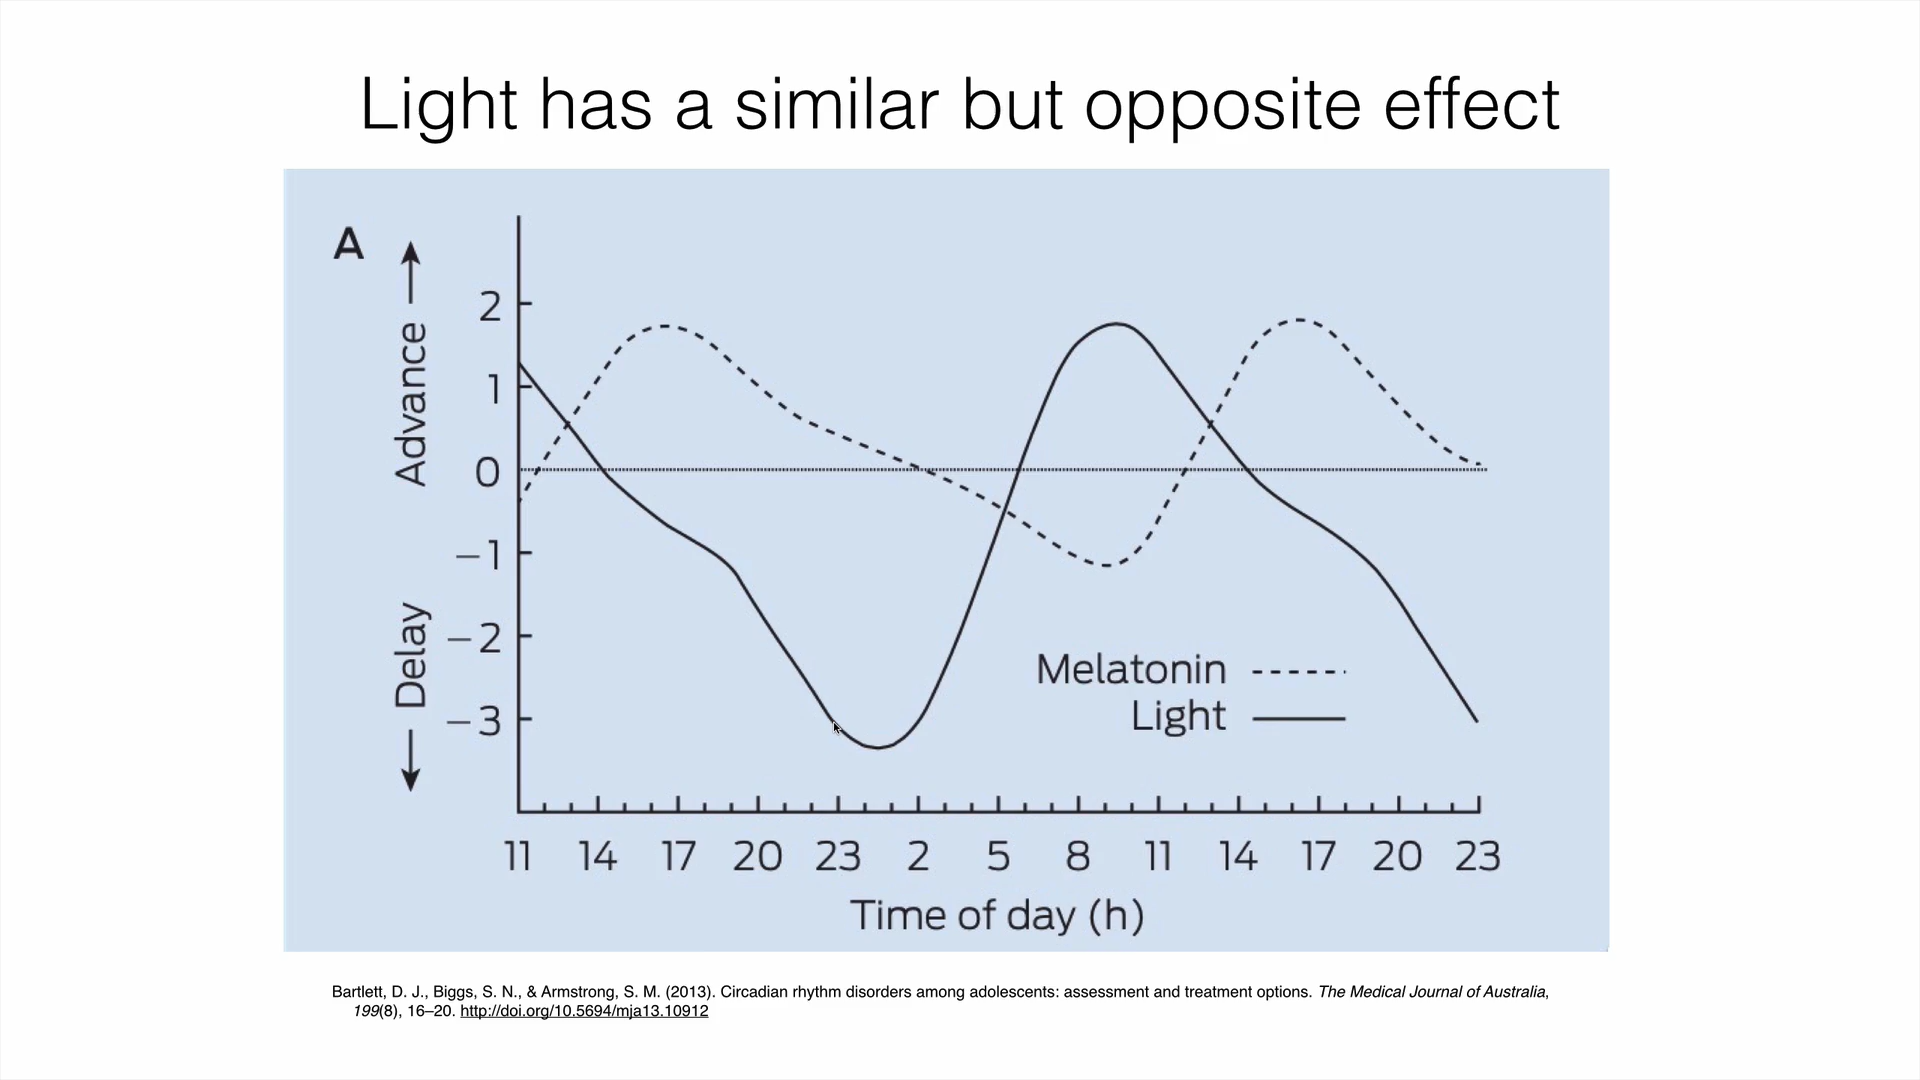 Light has a similar but opposite effect
A
Advance
Delay
2
1
0
–1
–2
–3
Melatonin
Light
11 14 17 20 23 2 5 8 11 14 17 20 23
Time of day (h)
Bartlett, D. J., Biggs, S. N., & Armstrong, S. M. (2013). Circadian rhythm disorders among adolescents: assessment and treatment options. The Medical Journal of Australia,
199(8), 16–20. http://doi.org/10.5694/mja13.10912